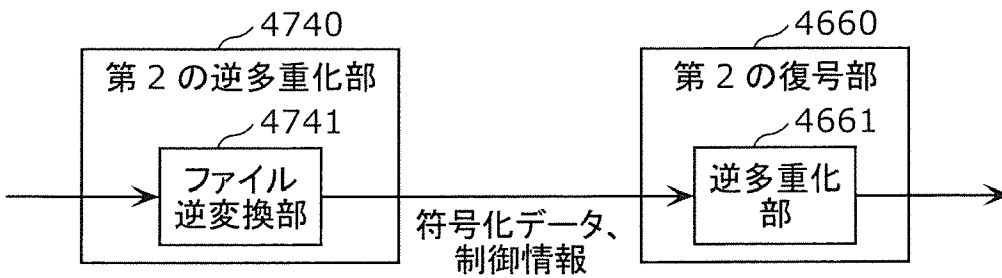 4740
第2の逆多重化部
4741
ファイル
逆変換部
符号化データ、
制御情報
4660
第2の復号部
4661
逆多重化
部